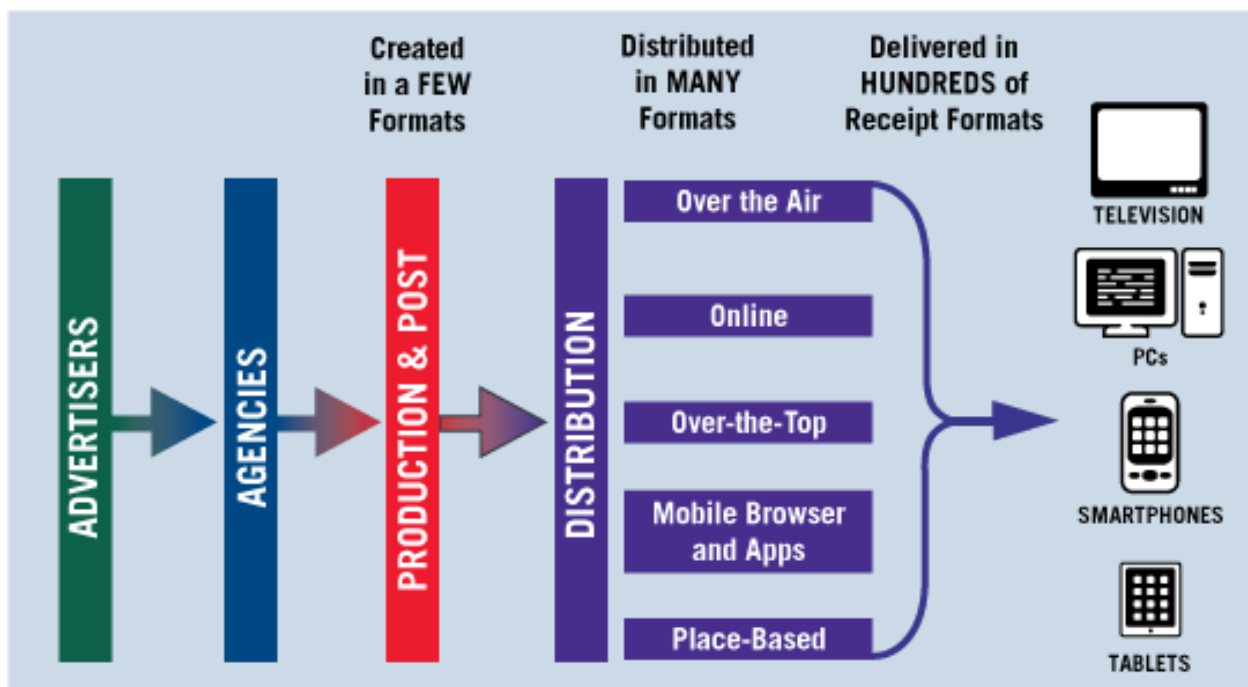 Created
in a FEW
Formats
Distributed
in MANY
Formats
Delivered in
HUNDREDS of
Receipt Formats
ADVERTISERS
AGENCIES
PRODUCTION & POST
DISTRIBUTION
Over the Air
Online
Over-the-Top
Mobile Browser
and Apps
Place-Based
TELEVISION
PCs
SMARTPHONES
TABLETS